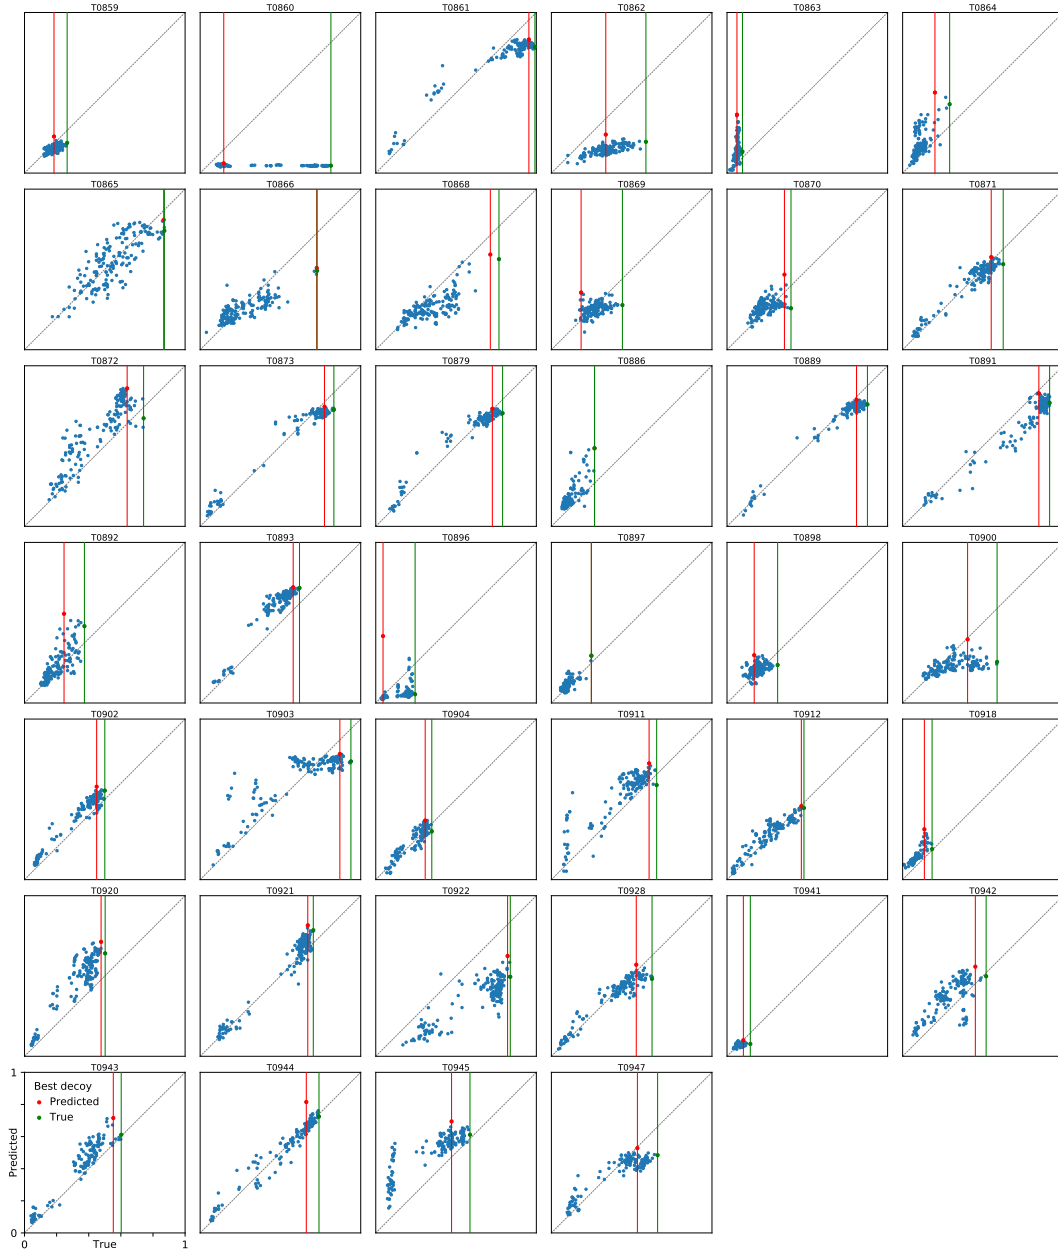 T0859 T0860 T0861 T0862 T0863 T0864
T0865 T0866 T0868 T0869 T0870 T0871
T0872 T0873 T0879 T0886 T0889 T0891
T0892 T0893 T0896 T0897 T0898 T0900
T0902 T0903 T0904 T0911 T0912 T0918
T0920 T0921 T0922 T0928 T0941 T0942
T0943 T0944 T0945 T0947
1
Best decoy
Predicted
True
Predicted
0
0 True 1